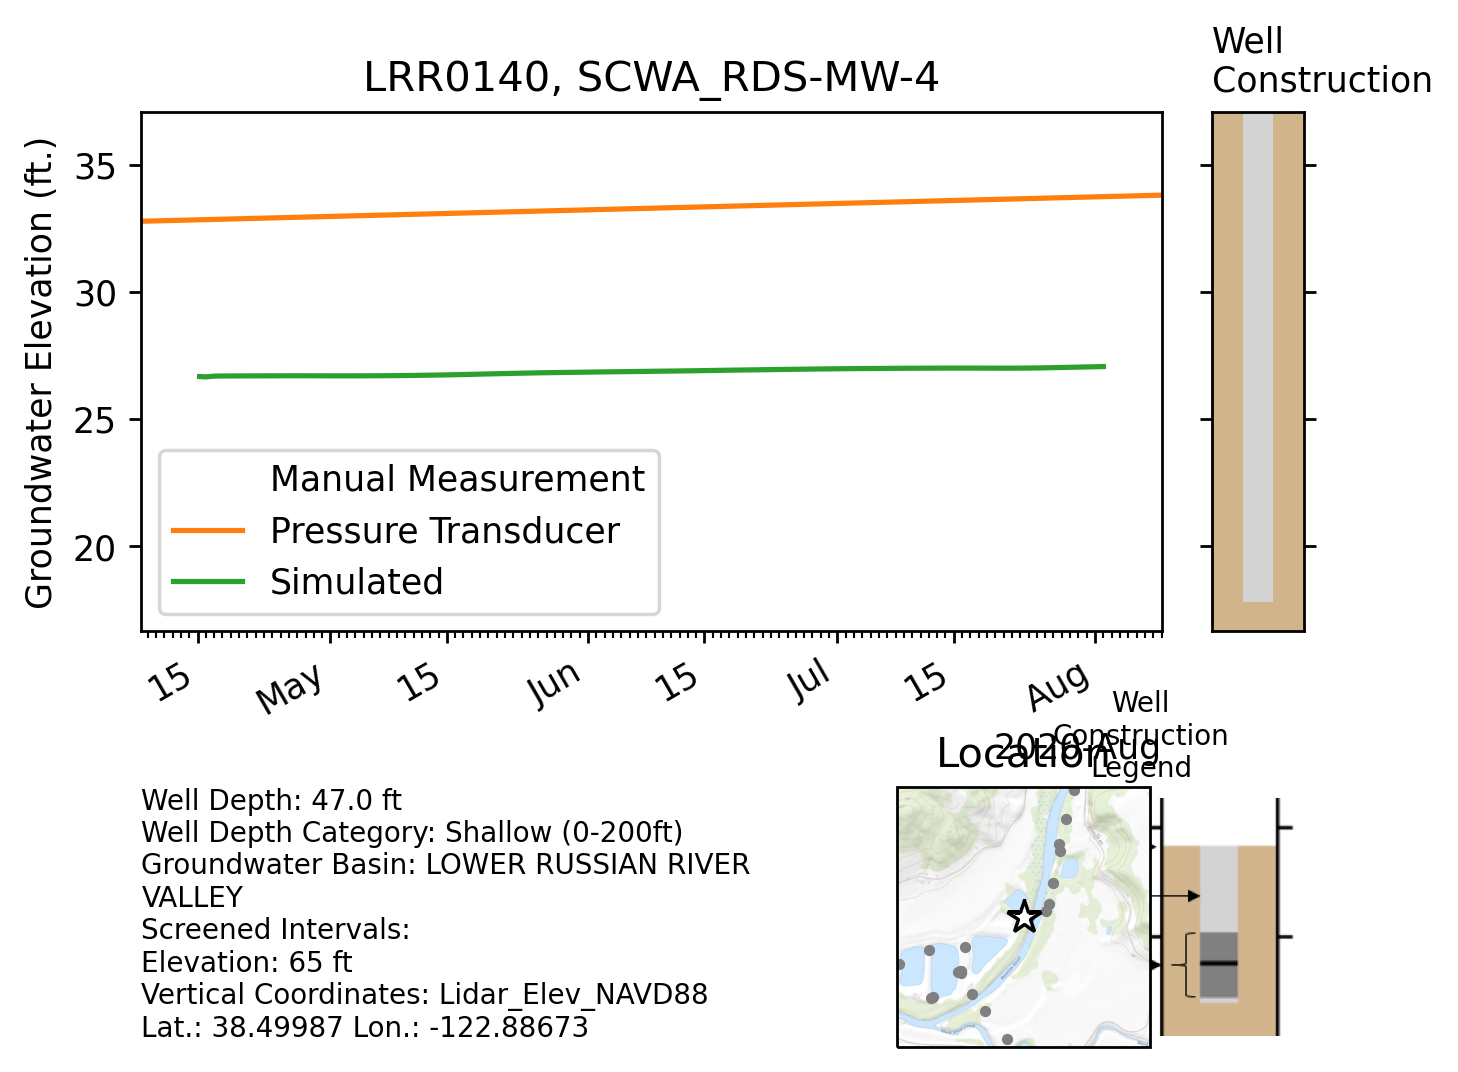 Well
Construction
LRR0140, SCWA_RDS-MW-4
Groundwater Elevation (ft.)
35
30
25
20
Manual Measurement
Pressure Transducer
Simulated
15
May
15
Jun
15
Jul
15
Aug
2020-Aug
Location
Well
Construction
Legend
Well Depth: 47.0 ft
Well Depth Category: Shallow (0-200ft)
Groundwater Basin: LOWER RUSSIAN RIVER
VALLEY
Screened Intervals:
Elevation: 65 ft
Vertical Coordinates: Lidar_Elev_NAVD88
Lat.: 38.49987 Lon.: -122.88673